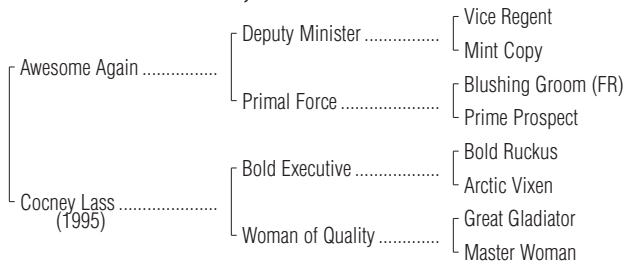 Vice Regent
Deputy Minister ................
Mint Copy
Awesome Again ................
Blushing Groom (FR)
Primal Force .....................
Prime Prospect
Bold Ruckus
Bold Executive ..................
Arctic Vixen
Cocney Lass .....................
(1995)
Great Gladiator
Woman of Quality .............
Master Woman